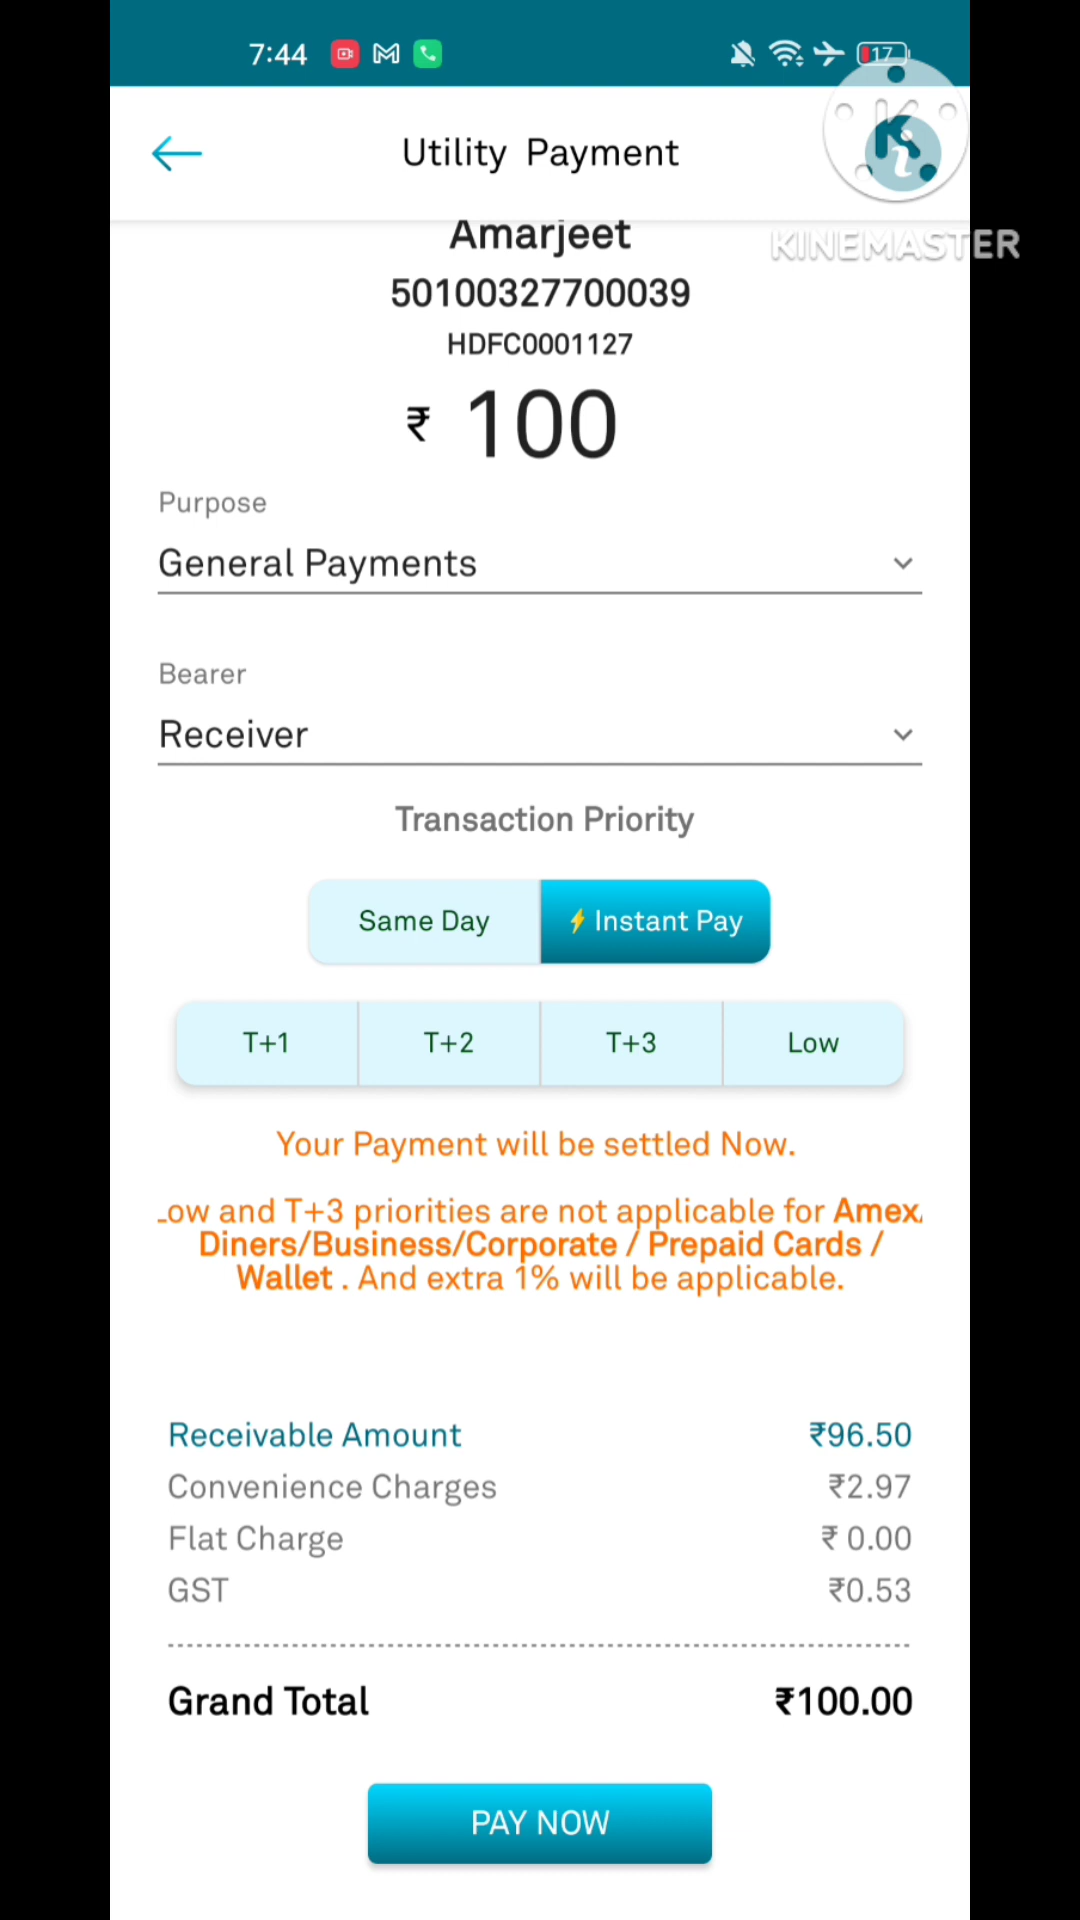 7:44
17
Utility Payment
KINEMASTER
Amarjeet
50100327700039
HDFC0001127
₹ 100
Purpose
General Payments
Bearer
Receiver
Transaction Priority
Same Day
⚡Instant Pay
T+1
T+2
T+3
Low
Your Payment will be settled Now.
Low and T+3 priorities are not applicable for Amex/
Diners/Business/Corporate / Prepaid Cards /
Wallet . And extra 1% will be applicable.
Receivable Amount ₹96.50
Convenience Charges ₹2.97
Flat Charge ₹ 0.00
GST ₹0.53
Grand Total ₹100.00
PAY NOW